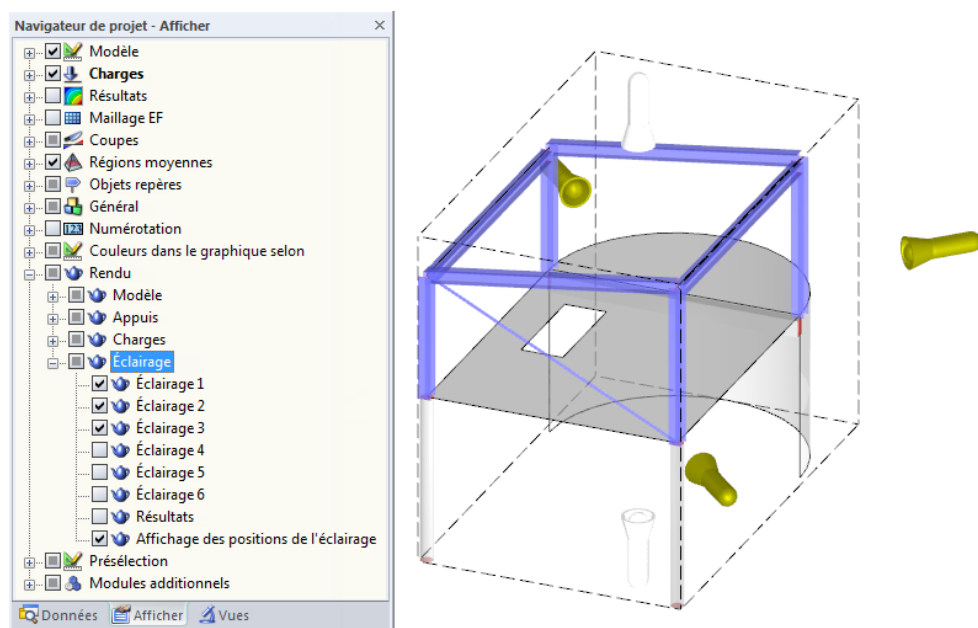 Navigateur de projet - Afficher
Modèle
Charges
Résultats
Maillage EF
Coupes
Régions moyennes
Objets repères
Général
123 Numérotation
Couleurs dans le graphique selon
Rendu
Modèle
Appuis
Charges
Éclairage
Éclairage 1
Éclairage 2
Éclairage 3
Éclairage 4
Éclairage 5
Éclairage 6
Résultats
Affichage des positions de l'éclairage
Présélection
Modules additionnels
Données Afficher Vues